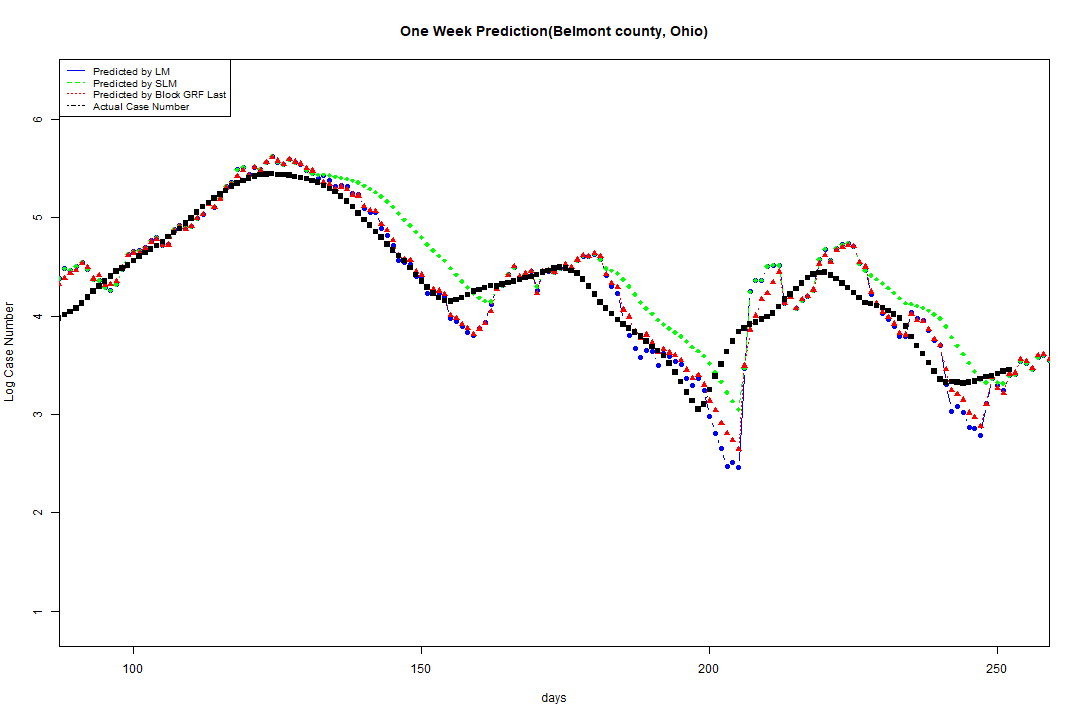 One Week Prediction(Belmont county, Ohio)
Predicted by LM
Predicted by SLM
Predicted by Block GRF Last
Actual Case Number
Log Case Number
6
5
4
3
2
1
100
150
200
250
days